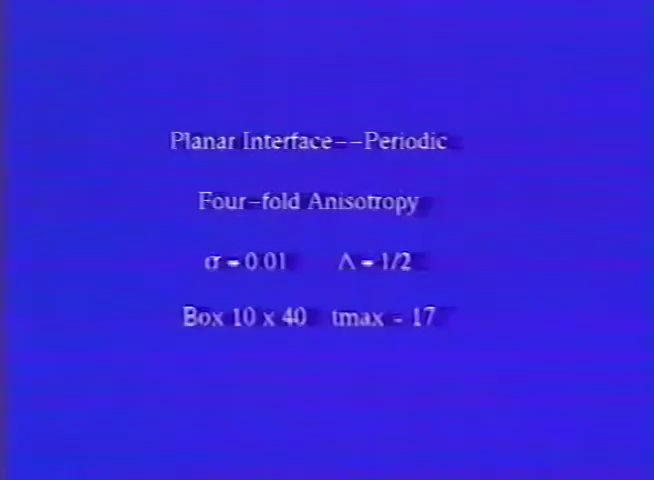 Planar Interface--Periodic
Four-fold Anisotropy
σ = 0.01 Λ = 1/2
Box 10 x 40 tmax = 17